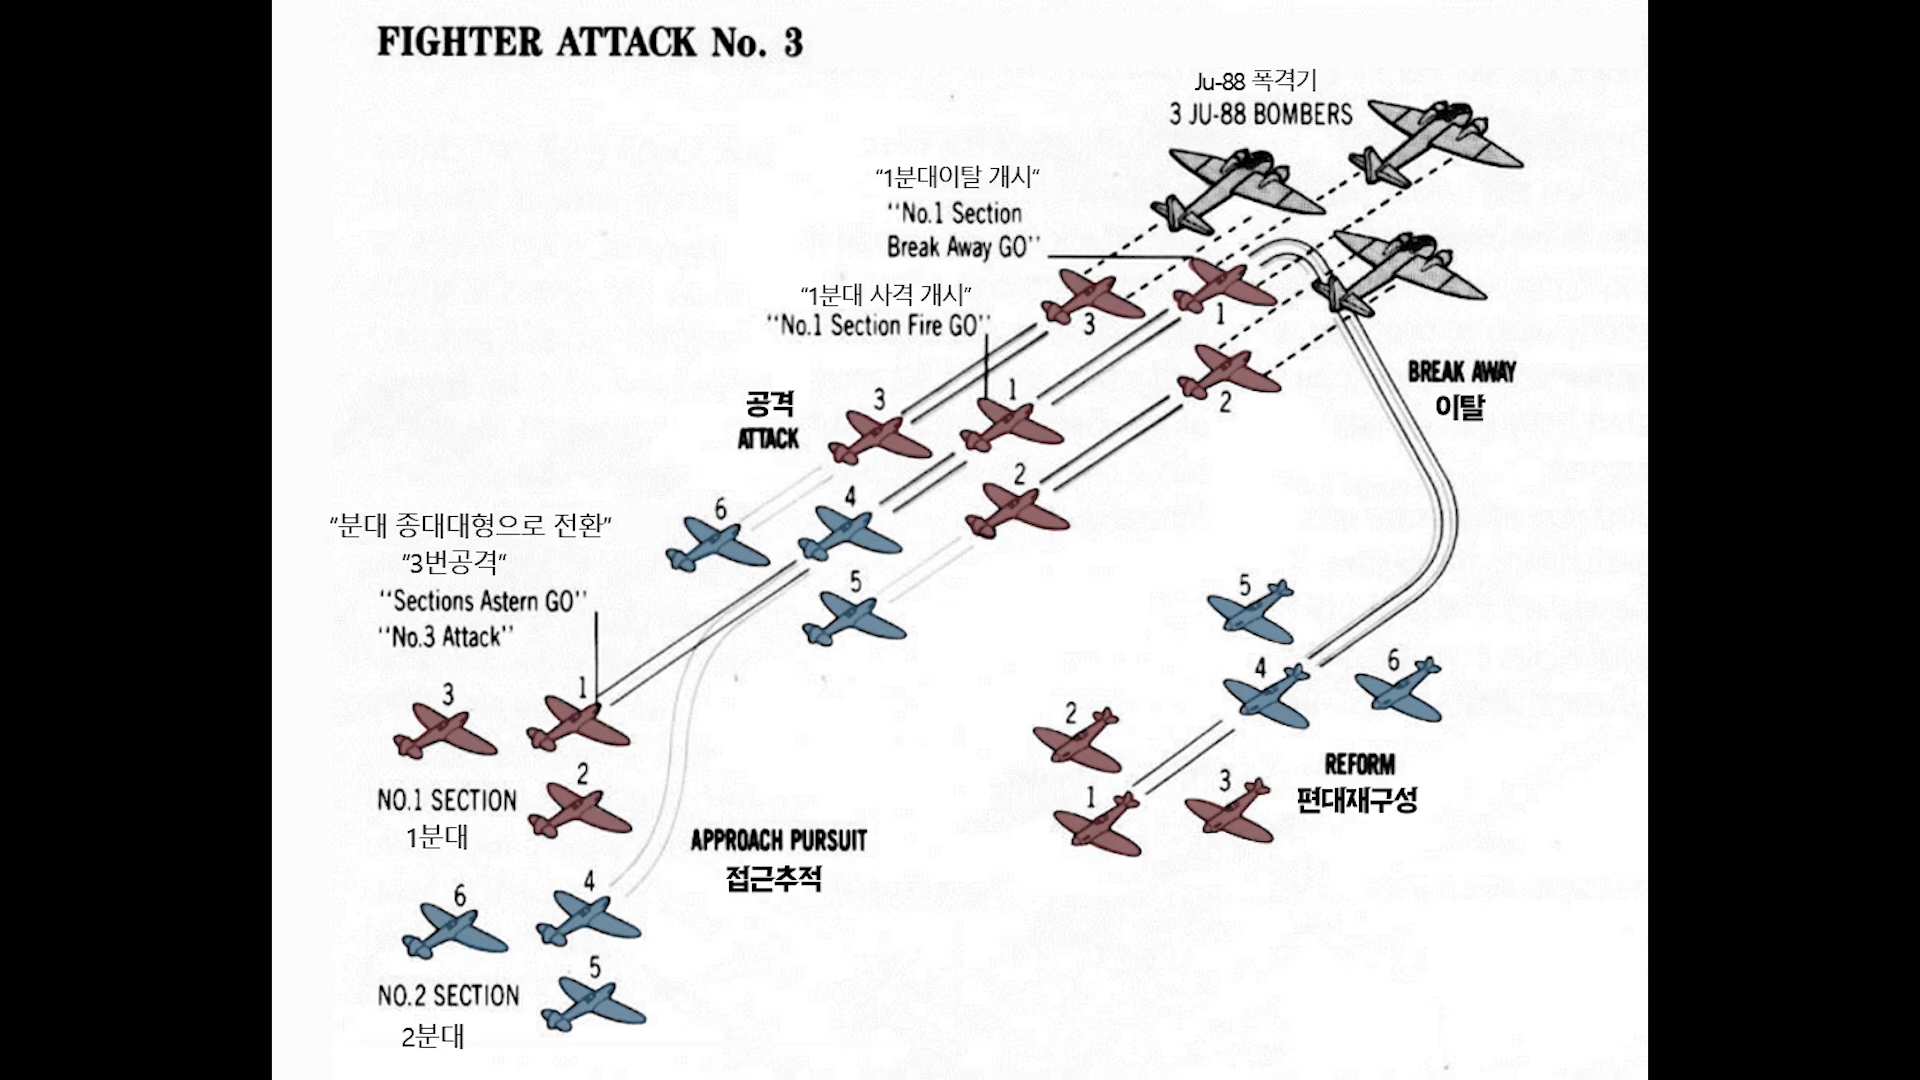 FIGHTER ATTACK No. 3
Ju-88 폭격기
3 JU-88 BOMBERS
“1분대이탈 개시”
“No.1 Section
Break Away GO”
“1분대 사격 개시”
“No.1 Section Fire GO”
3
1
2
BREAK AWAY
이탈
공격
ATTACK
3
1
2
6
4
5
“분대 종대대형으로 전환”
“3번공격”
“Sections Astern GO”
“No.3 Attack”
3
1
2
NO.1 SECTION
1분대
APPROACH PURSUIT
접근추적
6
4
5
NO.2 SECTION
2분대
5
4
6
2
1
3
REFORM
편대재구성